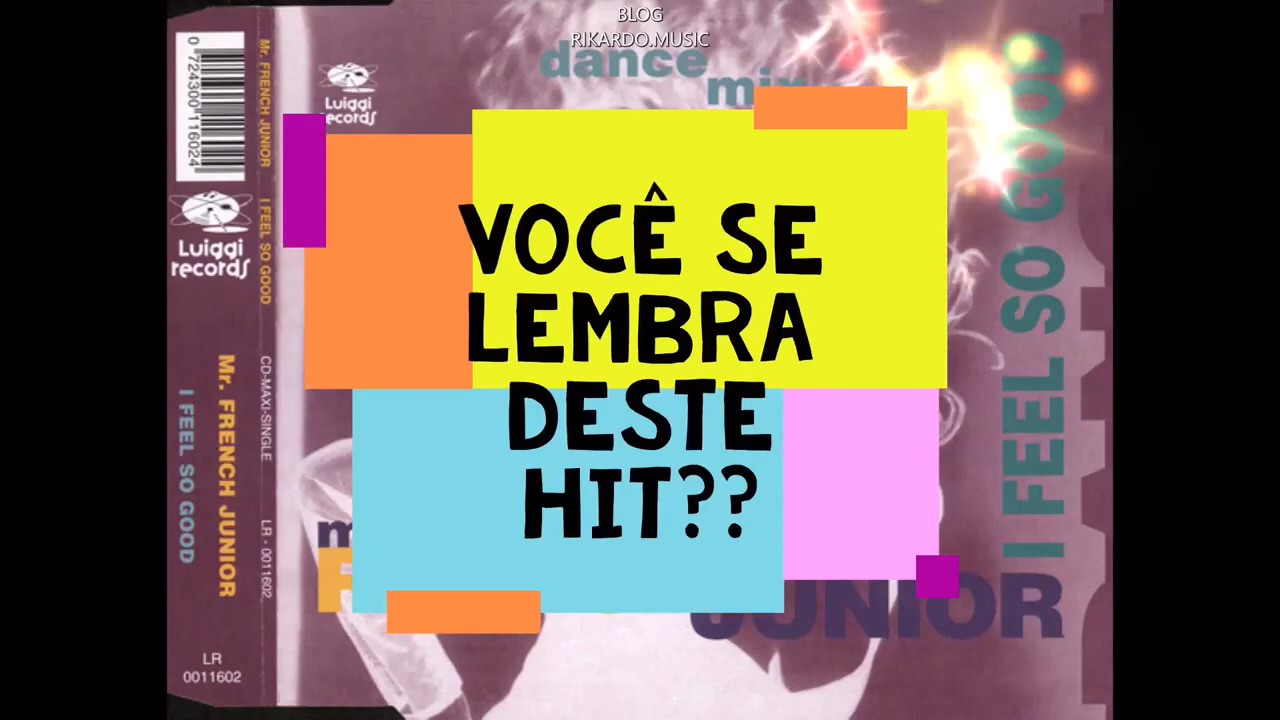 BLOG
RIKARDO.MUSIC
dance
mix
0 724300 116024
Luiggi
records
Mr. FRENCH JUNIOR
I FEEL SO GOOD
CD-MAXI-SINGLE
LR - 0011602
Luiggi
records
Mr. FRENCH JUNIOR
I FEEL SO GOOD
LR
0011602
VOCÊ SE
LEMBRA
DESTE
HIT??
I FEEL SO GOOD
JUNIOR